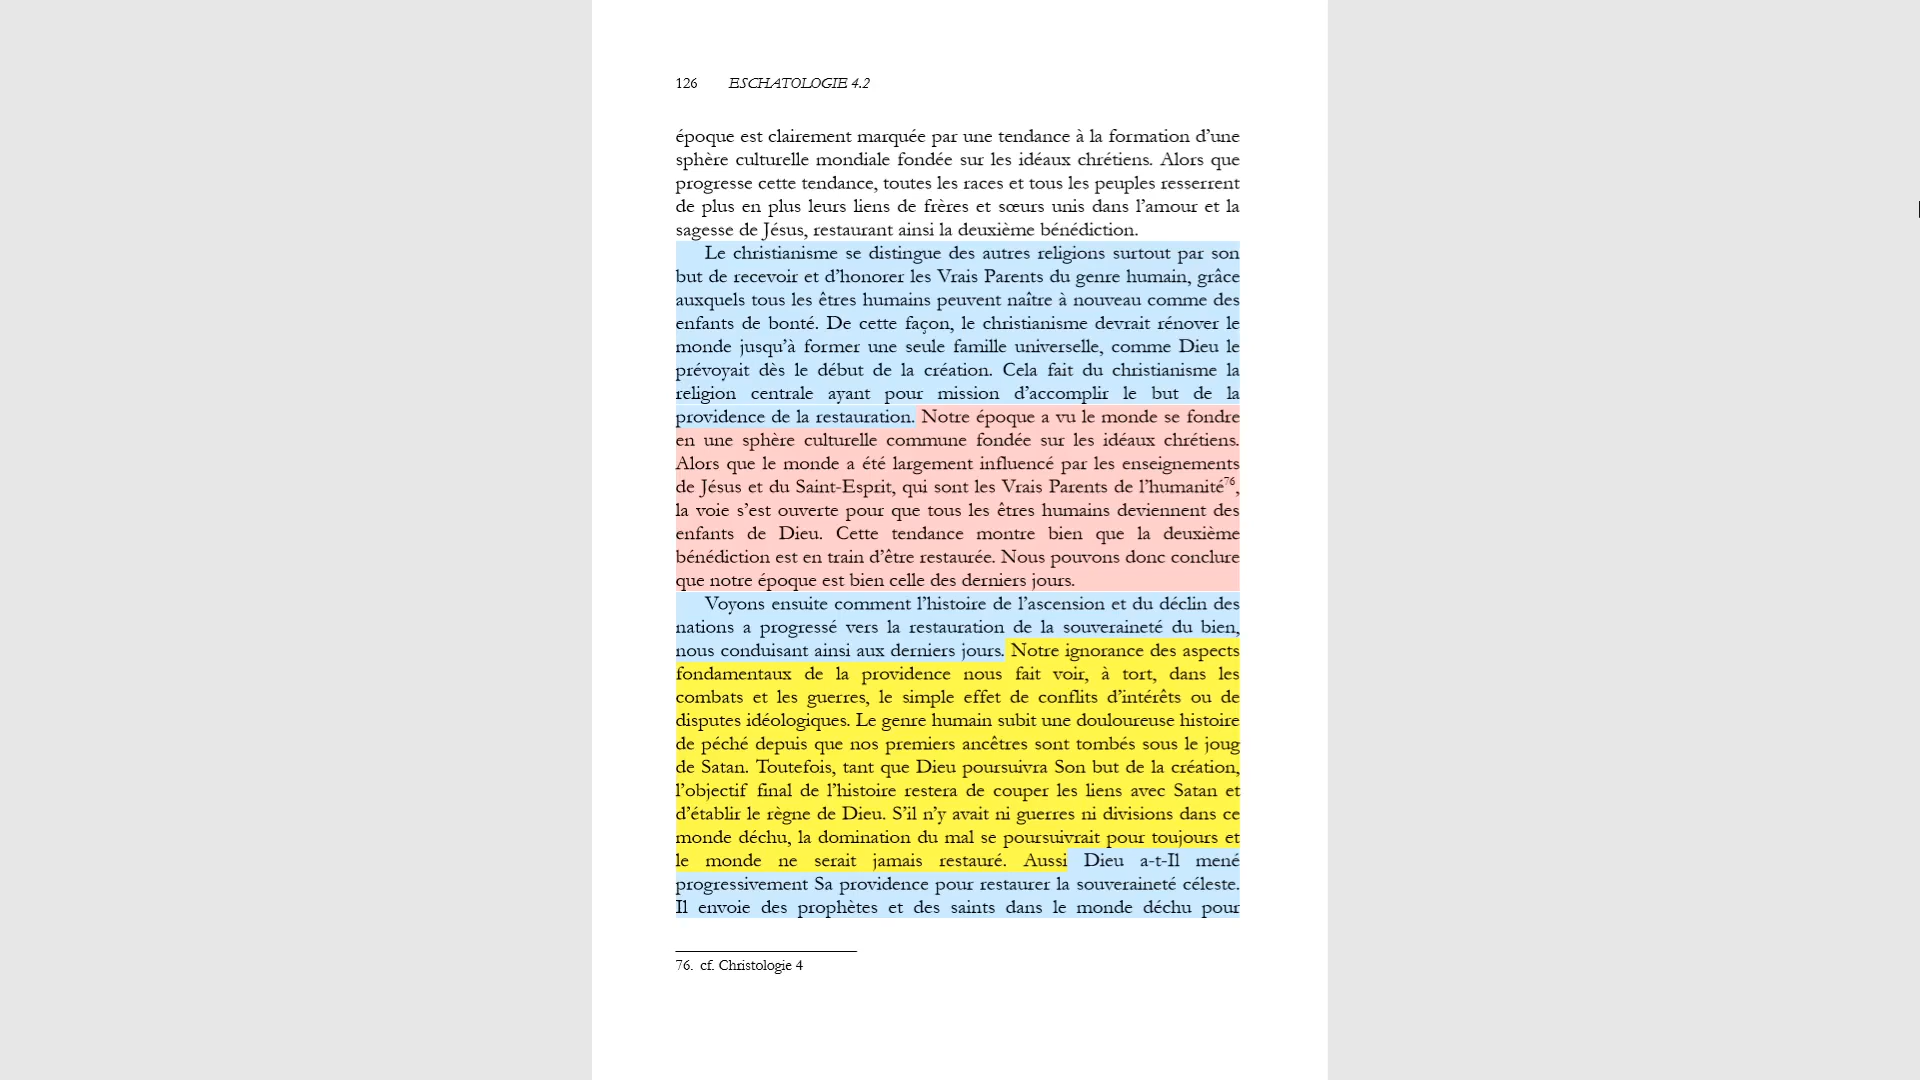 126 ESCHATOLOGIE 4.2
époque est clairement marquée par une tendance à la formation d’une
sphère culturelle mondiale fondée sur les idéaux chrétiens. Alors que
progresse cette tendance, toutes les races et tous les peuples resserrent
de plus en plus leurs liens de frères et sœurs unis dans l’amour et la
sagesse de Jésus, restaurant ainsi la deuxième bénédiction.
Le christianisme se distingue des autres religions surtout par son
but de recevoir et d’honorer les Vrais Parents du genre humain, grâce
auxquels tous les êtres humains peuvent naître à nouveau comme des
enfants de bonté. De cette façon, le christianisme devrait rénover le
monde jusqu’à former une seule famille universelle, comme Dieu le
prévoyait dès le début de la création. Cela fait du christianisme la
religion centrale ayant pour mission d’accomplir le but de la
providence de la restauration. Notre époque a vu le monde se fondre
en une sphère culturelle commune fondée sur les idéaux chrétiens.
Alors que le monde a été largement influencé par les enseignements
de Jésus et du Saint-Esprit, qui sont les Vrais Parents de l’humanité76,
la voie s’est ouverte pour que tous les êtres humains deviennent des
enfants de Dieu. Cette tendance montre bien que la deuxième
bénédiction est en train d’être restaurée. Nous pouvons donc conclure
que notre époque est bien celle des derniers jours.
Voyons ensuite comment l’histoire de l’ascension et du déclin des
nations a progressé vers la restauration de la souveraineté du bien,
nous conduisant ainsi aux derniers jours. Notre ignorance des aspects
fondamentaux de la providence nous fait voir, à tort, dans les
combats et les guerres, le simple effet de conflits d’intérêts ou de
disputes idéologiques. Le genre humain subit une douloureuse histoire
de péché depuis que nos premiers ancêtres sont tombés sous le joug
de Satan. Toutefois, tant que Dieu poursuivra Son but de la création,
l’objectif final de l’histoire restera de couper les liens avec Satan et
d’établir le règne de Dieu. S’il n’y avait ni guerres ni divisions dans ce
monde déchu, la domination du mal se poursuivrait pour toujours et
le monde ne serait jamais restauré. Aussi Dieu a-t-Il mené
progressivement Sa providence pour restaurer la souveraineté céleste.
Il envoie des prophètes et des saints dans le monde déchu pour
76. cf. Christologie 4